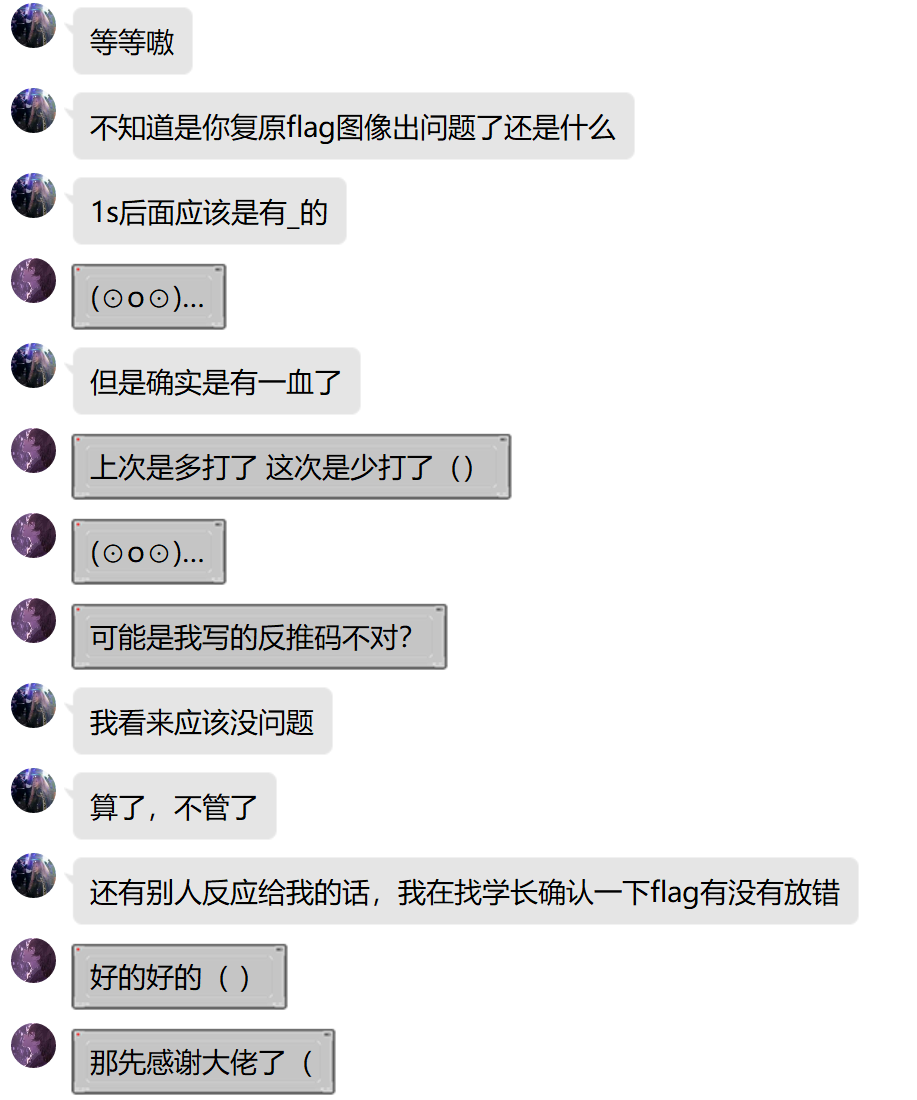 等等嗷
不知道是你复原flag图像出问题了还是什么
1s后面应该是有_的
(⊙o⊙)…
但是确实是有一血了
上次是多打了 这次是少打了（）
(⊙o⊙)…
可能是我写的反推码不对？
我看来应该没问题
算了，不管了
还有别人反应给我的话，我在找学长确认一下flag有没有放错
好的好的（ ）
那先感谢大佬了（